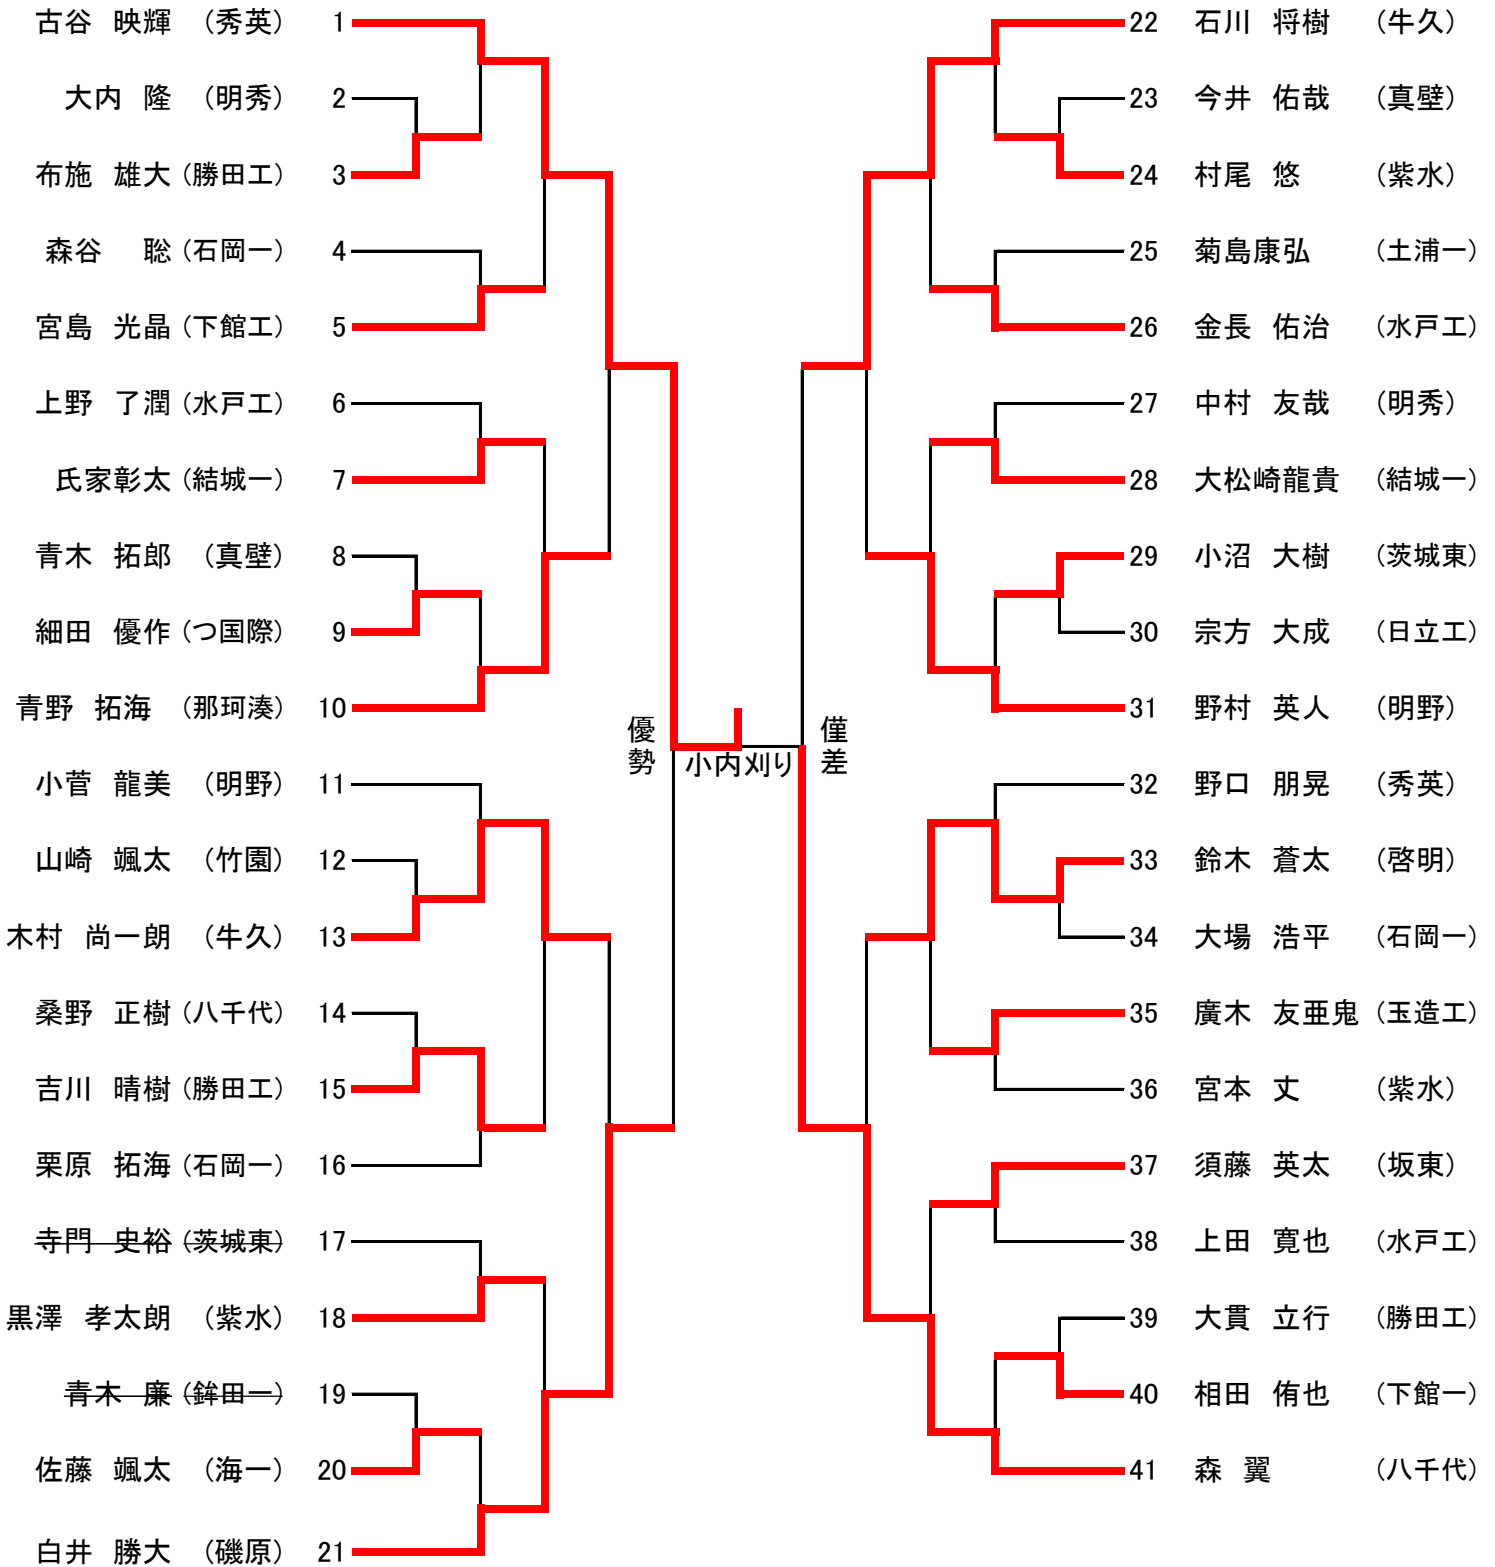 古谷 映輝 (秀英) 1
大内 隆 (明秀) 2
布施 雄大 (勝田工) 3
森谷 聡 (石岡一) 4
宮島 光晶 (下館工) 5
上野 了潤 (水戸工) 6
氏家彰太 (結城一) 7
青木 拓郎 (真壁) 8
細田 優作 (つ国際) 9
青野 拓海 (那珂湊) 10
小菅 龍美 (明野) 11
山崎 颯太 (竹園) 12
木村 尚一朗 (牛久) 13
桑野 正樹 (八千代) 14
吉川 晴樹 (勝田工) 15
栗原 拓海 (石岡一) 16
寺門 史裕 (茨城東) 17
黒澤 孝太朗 (紫水) 18
青木 廉 (鉾田一) 19
佐藤 颯太 (海一) 20
白井 勝大 (磯原) 21
優勢
小内刈り
僅差
22 石川 将樹 (牛久)
23 今井 佑哉 (真壁)
24 村尾 悠 (紫水)
25 菊島康弘 (土浦一)
26 金長 佑治 (水戸工)
27 中村 友哉 (明秀)
28 大松崎龍貴 (結城一)
29 小沼 大樹 (茨城東)
30 宗方 大成 (日立工)
31 野村 英人 (明野)
32 野口 朋晃 (秀英)
33 鈴木 蒼太 (啓明)
34 大場 浩平 (石岡一)
35 廣木 友亜鬼 (玉造工)
36 宮本 丈 (紫水)
37 須藤 英太 (坂東)
38 上田 寛也 (水戸工)
39 大貫 立行 (勝田工)
40 相田 侑也 (下館一)
41 森 翼 (八千代)